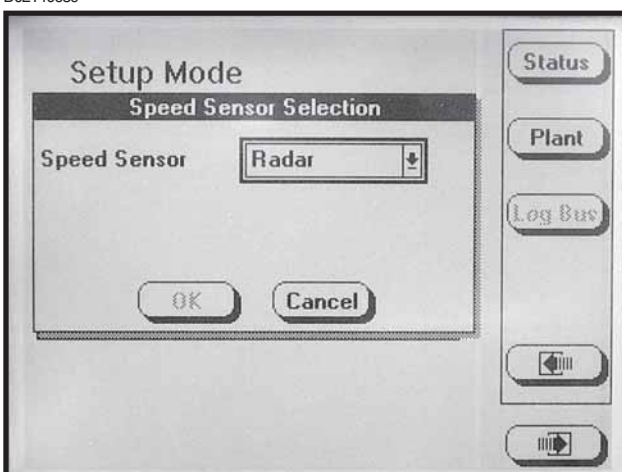 Setup Mode
Speed Sensor Selection
Speed Sensor
Radar
OK
Cancel
Status
Plant
Log Bus